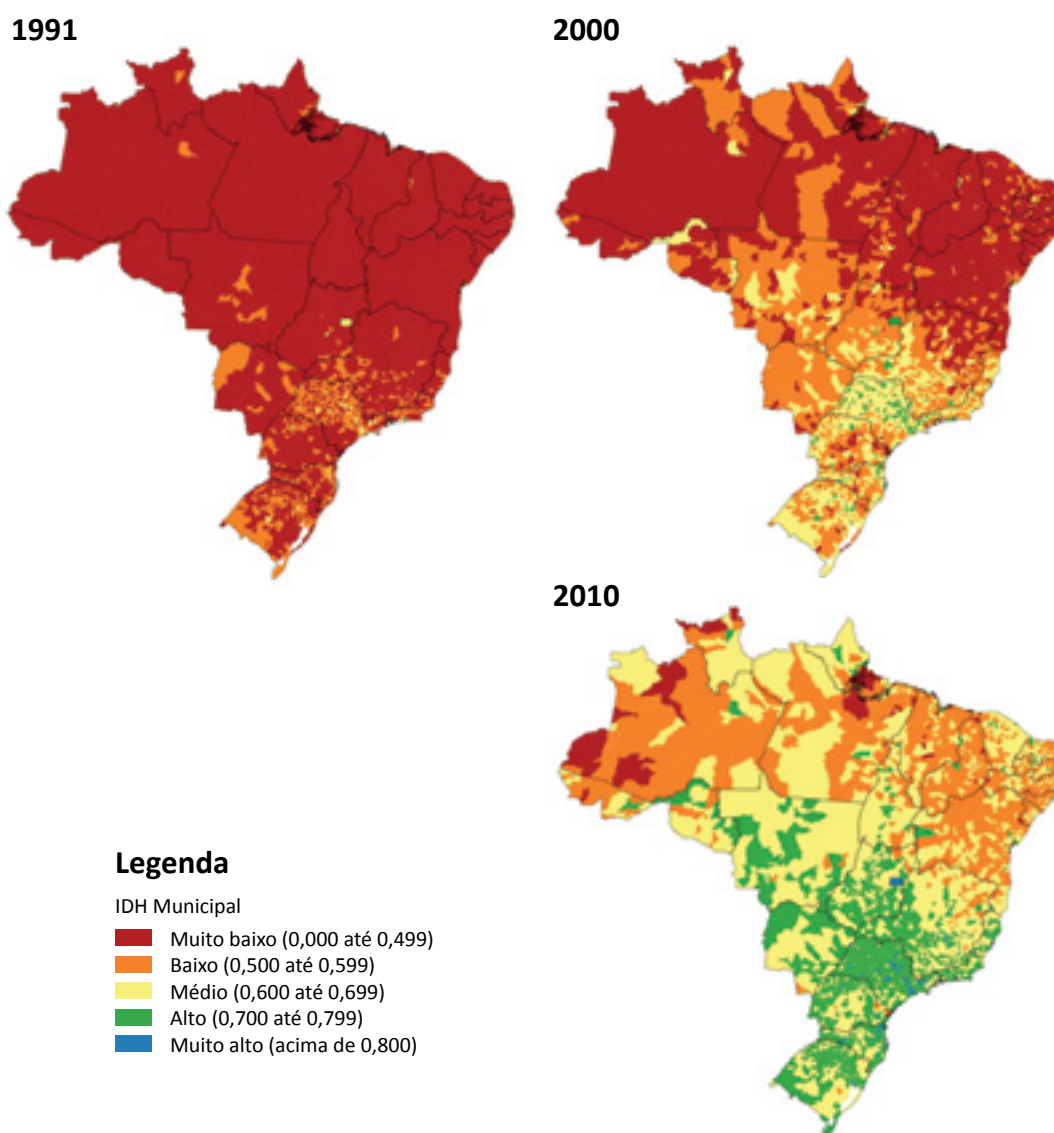 1991
2000
2010
Legenda
IDH Municipal
Muito baixo (0,000 até 0,499)
Baixo (0,500 até 0,599)
Médio (0,600 até 0,699)
Alto (0,700 até 0,799)
Muito alto (acima de 0,800)